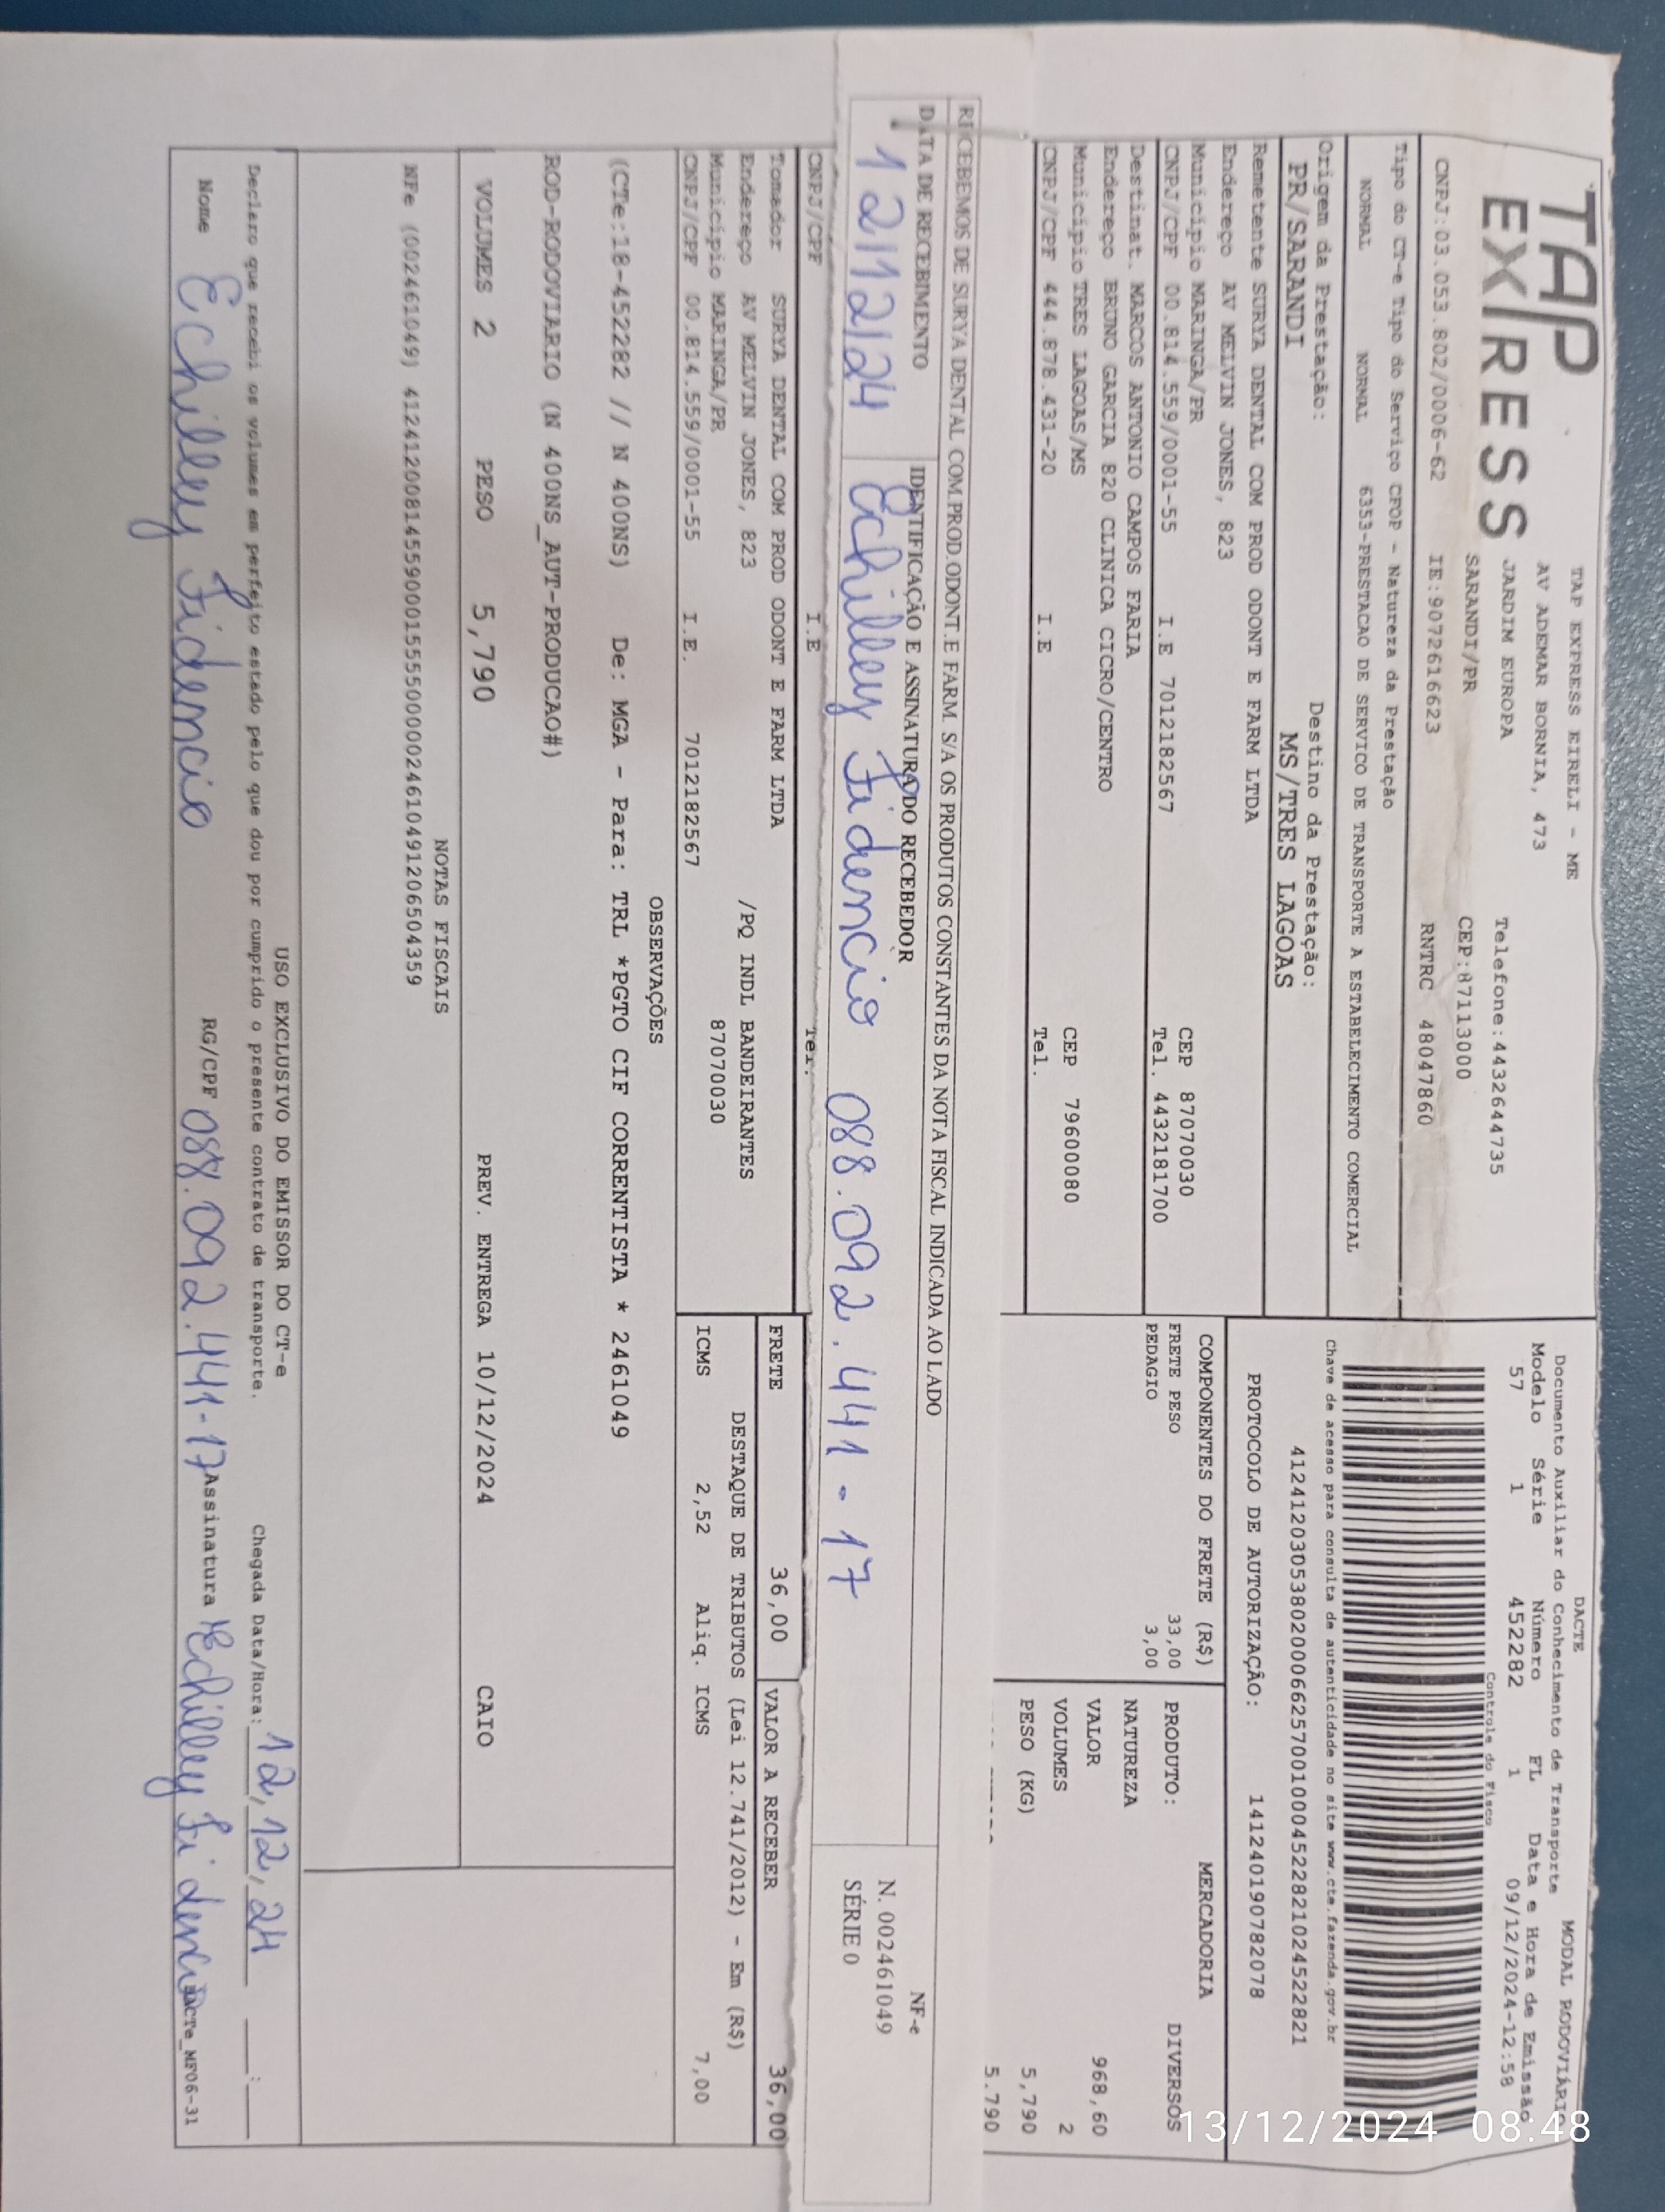 TAP EXPRESS
TAP EXPRESS EIRELI - ME
AV ADEMAR BORNIA, 473
JARDIM EUROPA Telefone:4432644735
SARANDI/PR CEP:87113000
CNPJ:03.053.802/0006-62 IE:9072616623 RNTRC 48047860
DACTE MODAL RODOVIÁRIO
Documento Auxiliar do Conhecimento de Transporte
Modelo Série Número FL Data e Hora de Emissão
57 1 452282 1 09/12/2024-12:58
Controle do Fisco
Tipo do CT-e Tipo do Serviço CFOP - Natureza da Prestação
NORMAL NORMAL 6353-PRESTACAO DE SERVICO DE TRANSPORTE A ESTABELECIMENTO COMERCIAL
Chave de acesso para consulta de autenticidade no site www.cte.fazenda.gov.br
41241203053802000662570010004522821024522821
Origem da Prestação: Destino da Prestação:
PR/SARANDI MS/TRES LAGOAS
PROTOCOLO DE AUTORIZAÇÃO: 141240190782078
Remetente SURYA DENTAL COM PROD ODONT E FARM LTDA
Endereço AV MELVIN JONES, 823
Município MARINGA/PR CEP 87070030
CNPJ/CPF 00.814.559/0001-55 I.E 7012182567 Tel. 4432181700
Destinat. MARCOS ANTONIO CAMPOS FARIA
Endereço BRUNO GARCIA 820 CLINICA CICRO/CENTRO
Município TRES LAGOAS/MS CEP 79600080
CNPJ/CPF 444.878.431-20 I.E Tel.
COMPONENTES DO FRETE (R$)
FRETE PESO 33,00
PEDAGIO 3,00
MERCADORIA
PRODUTO: DIVERSOS
NATUREZA
VALOR 968,60
VOLUMES 2
PESO (KG) 5,790
5.790
RECEBEMOS DE SURYA DENTAL COM.PROD.ODONT.E FARM. S/A OS PRODUTOS CONSTANTES DA NOTA FISCAL INDICADA AO LADO
DATA DE RECEBIMENTO IDENTIFICAÇÃO E ASSINATURA DO RECEBEDOR
12/12/24 Echilley Fidencio 088.092.441-17
NF-e
N. 002461049
SÉRIE 0
CNPJ/CPF I.E Tel.
Tomador SURYA DENTAL COM PROD ODONT E FARM LTDA
Endereço AV MELVIN JONES, 823 /PQ INDL BANDEIRANTES
Município MARINGA/PR 87070030
CNPJ/CPF 00.814.559/0001-55 I.E. 7012182567
FRETE 36,00 VALOR A RECEBER 36,00
DESTAQUE DE TRIBUTOS (Lei 12.741/2012) - Em (R$)
ICMS 2,52 Aliq. ICMS 7,00
OBSERVAÇÕES
(CTe:18-452282 // N 400NS) De: MGA - Para: TRL *PGTO CIF CORRENTISTA * 2461049
ROD-RODOVIARIO (N 400NS_AUT-PRODUCAO#)
VOLUMES 2 PESO 5,790 PREV. ENTREGA 10/12/2024 CAIO
NOTAS FISCAIS
NFe (002461049) 41241200814559000155550000024610491206504359
USO EXCLUSIVO DO EMISSOR DO CT-e
Declaro que recebi os volumes em perfeito estado pelo que dou por cumprido o presente contrato de transporte. Chegada Data/Hora: 12/12/24 __:__
Nome Echilley Fidencio RG/CPF 088.092.441-17 Assinatura Echilley Fidencio DACTe_MF06-31
13/12/2024 08:48